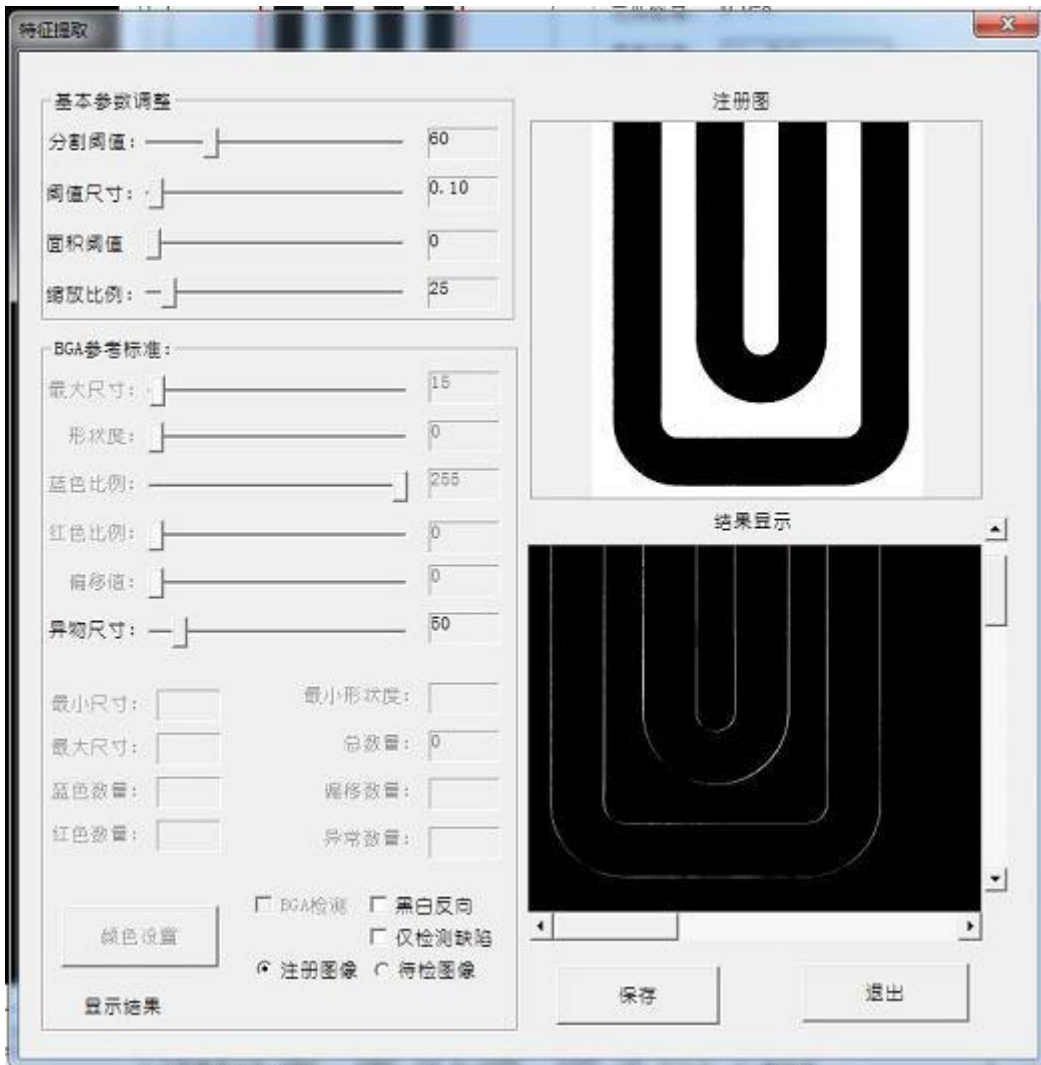 特征提取
基本参数调整
分割阈值: 60
阈值尺寸: 0.10
面积阈值 0
缩放比例: 25
BGA参考标准:
最大尺寸: 15
形状度: 0
蓝色比例: 255
红色比例: 0
偏移值: 0
异物尺寸: 50
最小尺寸: 最小形状度:
最大尺寸: 总数量: 0
蓝色数量: 偏移数量:
红色数量: 异常数量:
颜色设置
BGA检测 黑白反向
仅检测缺陷
注册图像 待检图像
显示结果
注册图
结果显示
保存 退出